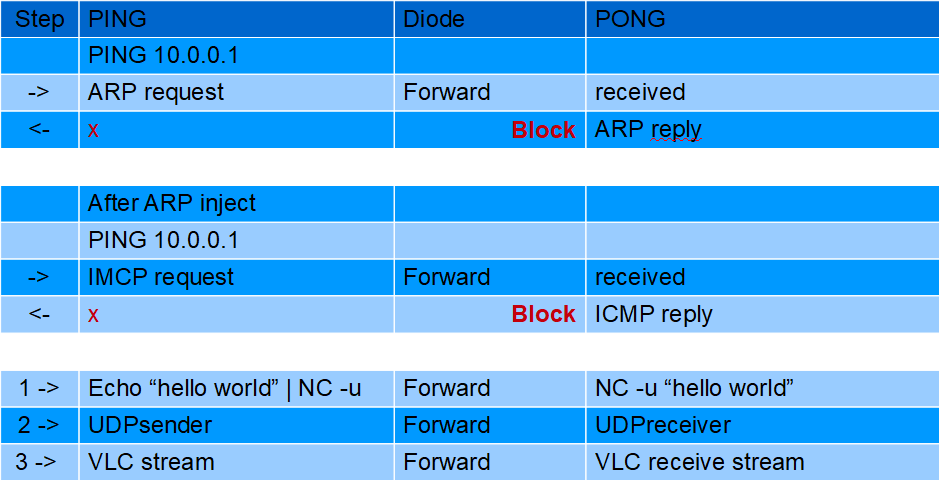 Step PING Diode PONG
PING 10.0.0.1
-> ARP request Forward received
<- x Block ARP reply
After ARP inject
PING 10.0.0.1
-> IMCP request Forward received
<- x Block ICMP reply
1 -> Echo “hello world” | NC -u Forward NC -u “hello world”
2 -> UDPsender Forward UDPreceiver
3 -> VLC stream Forward VLC receive stream